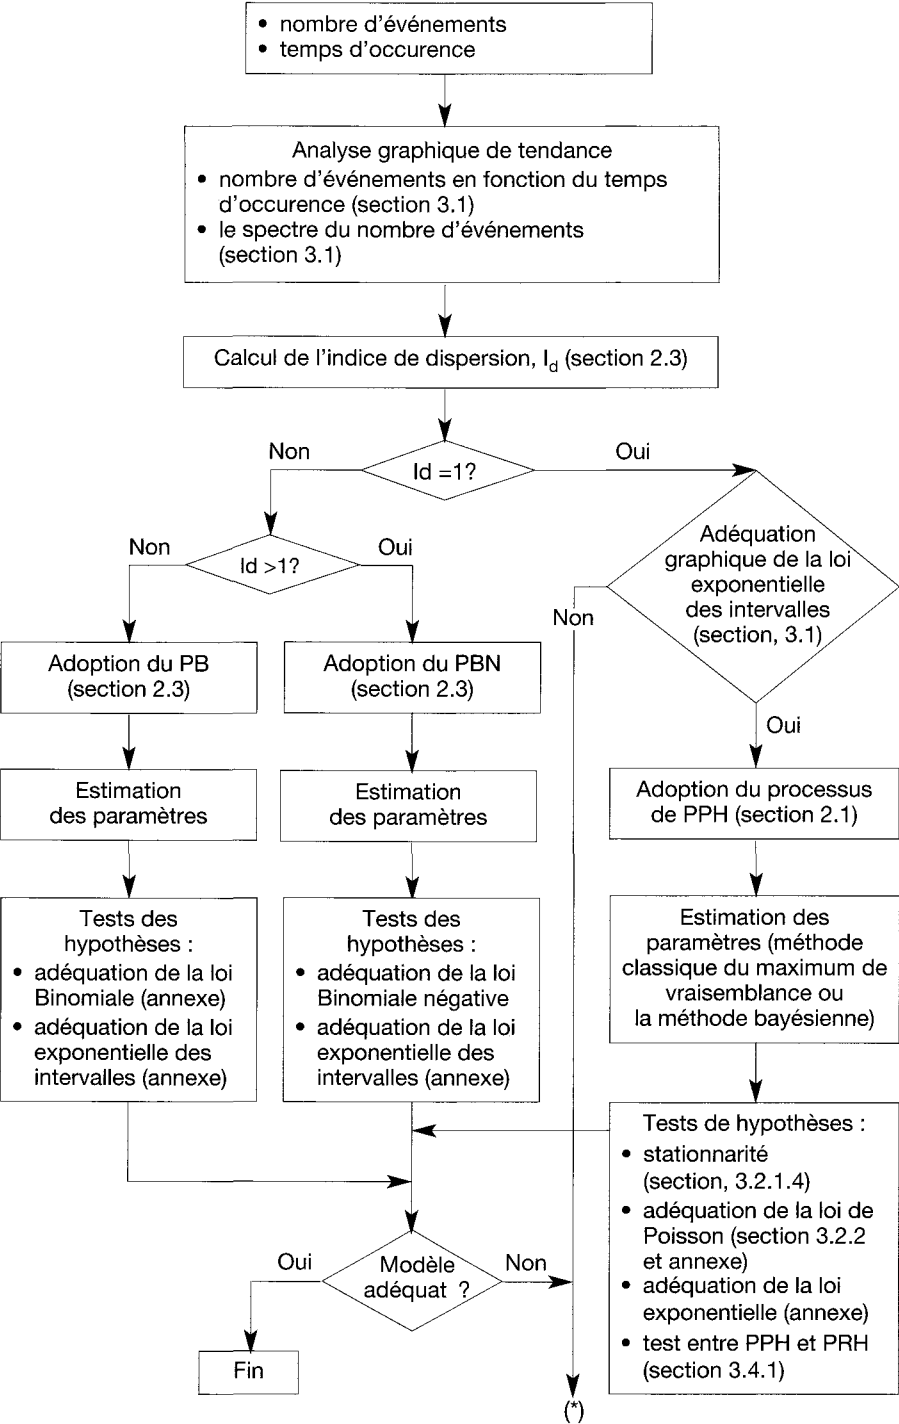 • nombre d'événements
• temps d'occurence
Analyse graphique de tendance
• nombre d'événements en fonction du temps
d'occurence (section 3.1)
• le spectre du nombre d'événements
(section 3.1)
Calcul de l'indice de dispersion, Id (section 2.3)
Non
Id =1?
Oui
Non
Id >1?
Oui
Adéquation
graphique de la loi
exponentielle
des intervalles
(section, 3.1)
Non
Oui
Adoption du PB
(section 2.3)
Adoption du PBN
(section 2.3)
Adoption du processus
de PPH (section 2.1)
Estimation
des paramètres
Estimation
des paramètres
Estimation des
paramètres (méthode
classique du maximum de
vraisemblance ou
la méthode bayésienne)
Tests des
hypothèses :
• adéquation de la loi
Binomiale (annexe)
• adéquation de la loi
exponentielle des
intervalles (annexe)
Tests des
hypothèses :
• adéquation de la loi
Binomiale négative
• adéquation de la loi
exponentielle des
intervalles (annexe)
Tests de hypothèses :
• stationnarité
(section, 3.2.1.4)
• adéquation de la loi de
Poisson (section 3.2.2
et annexe)
• adéquation de la loi
exponentielle (annexe)
• test entre PPH et PRH
(section 3.4.1)
Oui
Modèle
adéquat ?
Non
Fin
(*)